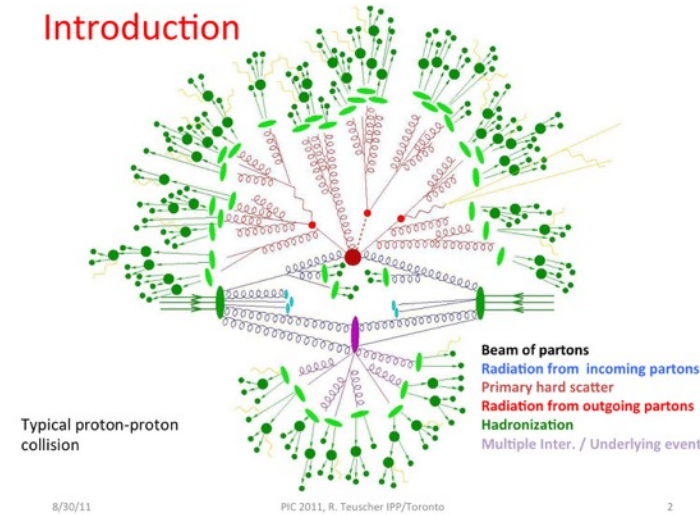 Introduction
Beam of partons
Radiation from incoming partons
Primary hard scatter
Radiation from outgoing partons
Hadronization
Multiple Inter. / Underlying event
Typical proton-proton
collision
8/30/11
PIC 2011, R. Teuscher IPP/Toronto
2